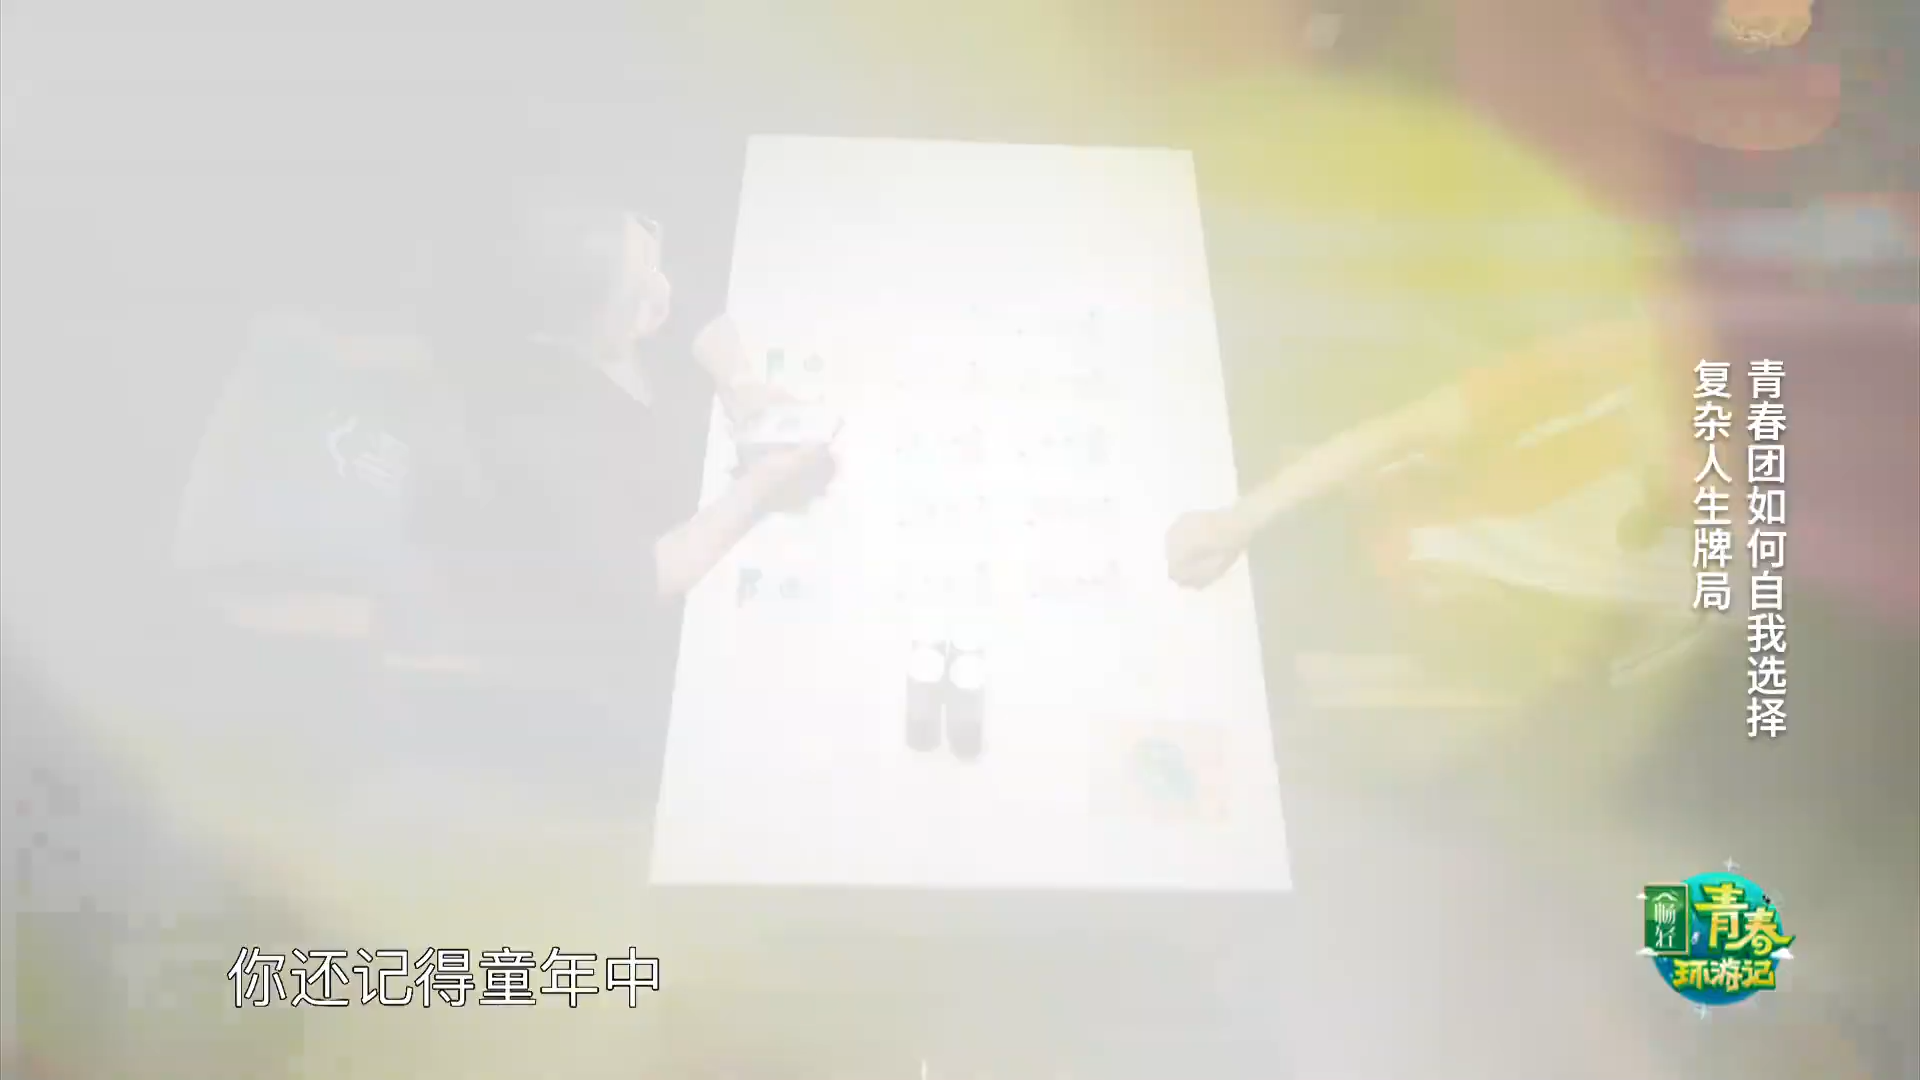 青春团如何自我选择
复杂人生牌局
畅轻
青春
环游记
你还记得童年中